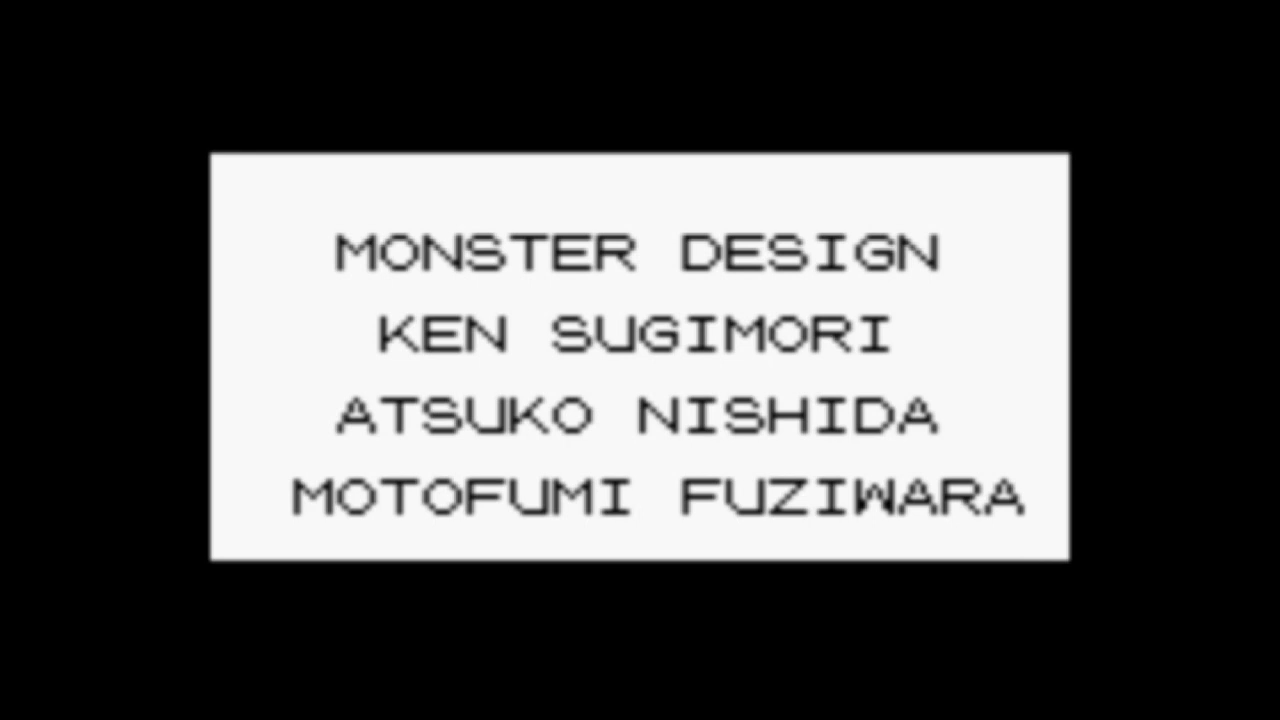 MONSTER DESIGN
KEN SUGIMORI
ATSUKO NISHIDA
MOTOFUMI FUZIWARA